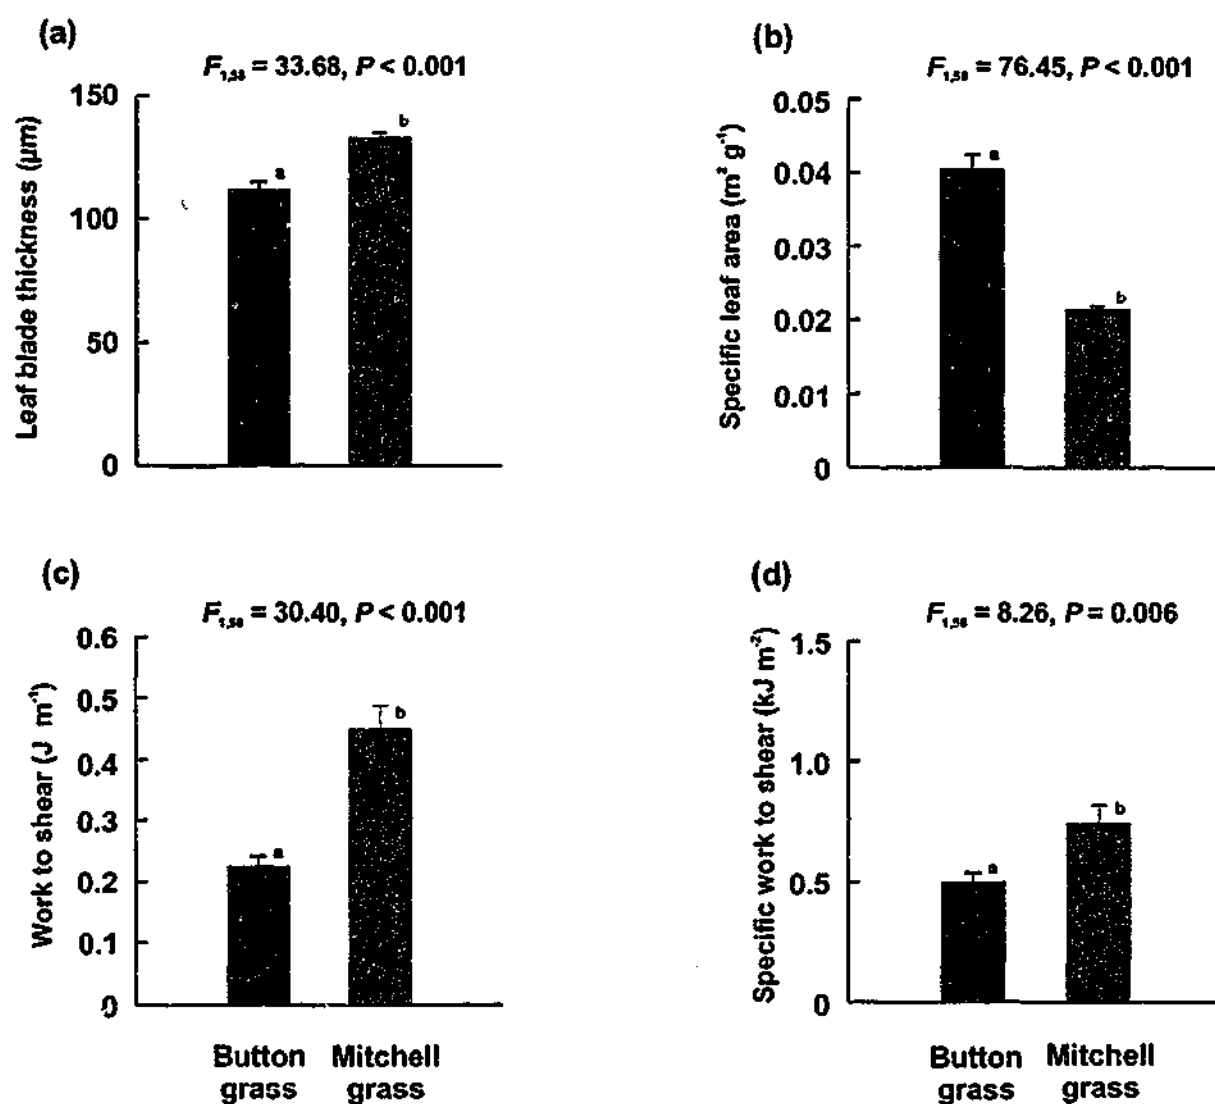 (a)
F1,58 = 33.68, P < 0.001
150
100
50
0
Leaf blade thickness (µm)
a
b
(b)
F1,58 = 76.45, P < 0.001
0.05
0.04
0.03
0.02
0.01
0
Specific leaf area (m² g⁻¹)
a
b
(c)
F1,58 = 30.40, P < 0.001
0.6
0.5
0.4
0.3
0.2
0.1
0
Work to shear (J m⁻¹)
a
b
Button
grass
Mitchell
grass
(d)
F1,58 = 8.26, P = 0.006
1.5
1.0
0.5
0
Specific work to shear (kJ m⁻²)
a
b
Button
grass
Mitchell
grass